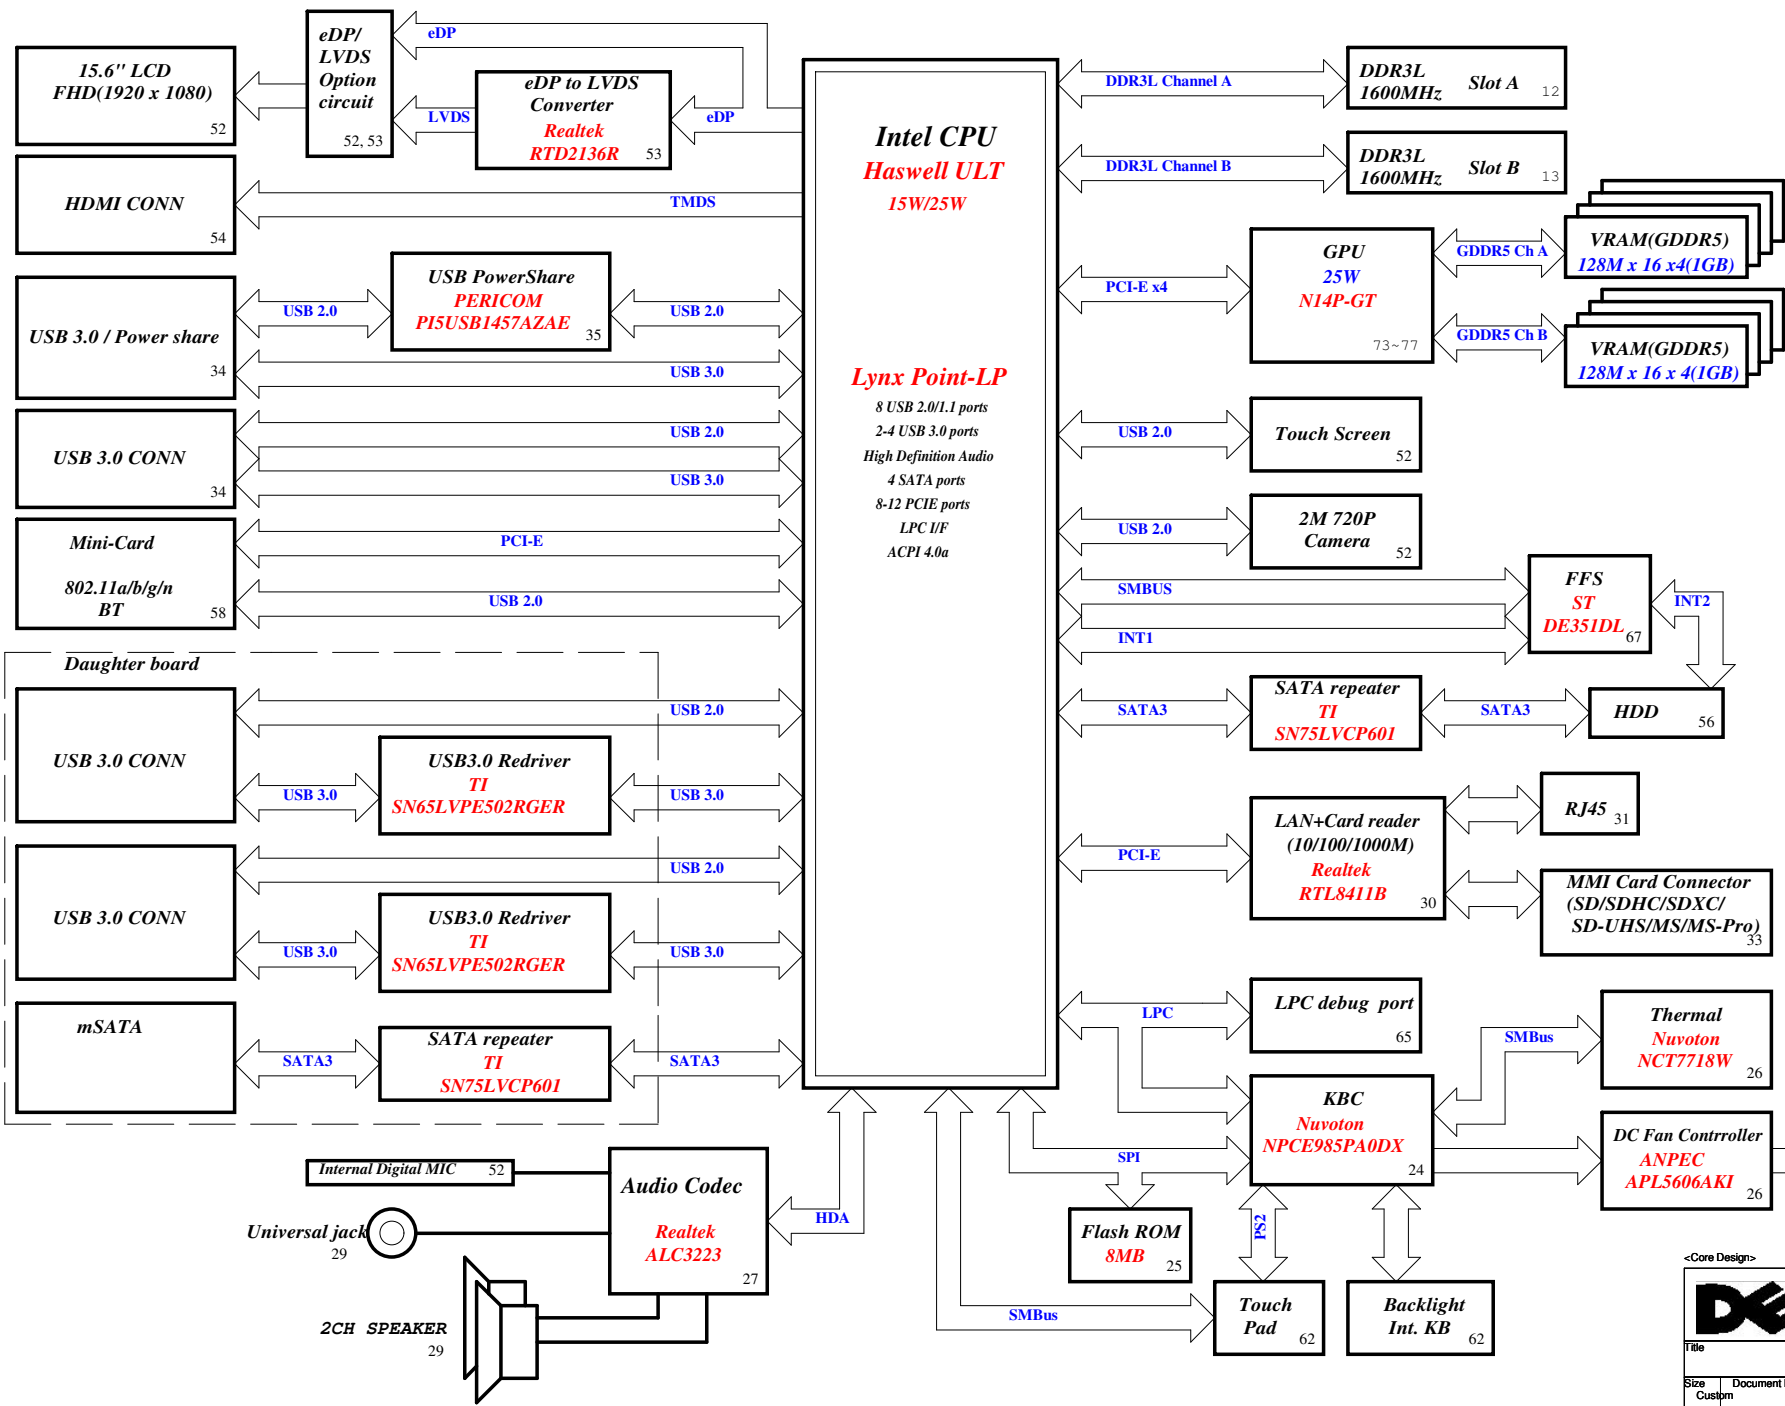 eDP/
LVDS
Option
circuit
52, 53
eDP
15.6" LCD
FHD(1920 x 1080)
52
eDP to LVDS
Converter
Realtek
RTD2136R
53
LVDS
eDP
HDMI CONN
54
TMDS
USB 3.0 / Power share
34
USB 2.0
USB PowerShare
PERICOM
PI5USB1457AZAE
35
USB 2.0
USB 3.0
USB 3.0 CONN
34
USB 2.0
USB 3.0
Mini-Card
802.11a/b/g/n
BT
58
PCI-E
USB 2.0
Daughter board
USB 3.0 CONN
USB 2.0
USB 3.0
USB3.0 Redriver
TI
SN65LVPE502RGER
USB 3.0
USB 3.0 CONN
USB 2.0
USB 3.0
USB3.0 Redriver
TI
SN65LVPE502RGER
USB 3.0
mSATA
SATA3
SATA repeater
TI
SN75LVCP601
SATA3
Internal Digital MIC 52
Universal jack
29
2CH SPEAKER
29
Audio Codec
Realtek
ALC3223
27
HDA
Intel CPU
Haswell ULT
15W/25W
Lynx Point-LP
8 USB 2.0/1.1 ports
2-4 USB 3.0 ports
High Definition Audio
4 SATA ports
8-12 PCIE ports
LPC I/F
ACPI 4.0a
DDR3L Channel A
DDR3L
1600MHz Slot A 12
DDR3L Channel B
DDR3L
1600MHz Slot B 13
PCI-E x4
GPU
25W
N14P-GT
73~77
GDDR5 Ch A
VRAM(GDDR5)
128M x 16 x4(1GB)
GDDR5 Ch B
VRAM(GDDR5)
128M x 16 x 4(1GB)
USB 2.0
Touch Screen
52
USB 2.0
2M 720P
Camera
52
SMBUS
INT1
FFS
ST
DE351DL
67
INT2
SATA3
SATA repeater
TI
SN75LVCP601
SATA3
HDD
56
PCI-E
LAN+Card reader
(10/100/1000M)
Realtek
RTL8411B
30
RJ45
31
MMI Card Connector
(SD/SDHC/SDXC/
SD-UHS/MS/MS-Pro)
33
LPC
LPC debug port
65
KBC
Nuvoton
NPCE985PA0DX
24
SMBus
Thermal
Nuvoton
NCT7718W
26
DC Fan Contrroller
ANPEC
APL5606AKI
26
SPI
Flash ROM
8MB
25
PS2
SMBus
Touch
Pad
62
Backlight
Int. KB
62
<Core Design>
Title
Size
Custom
Document